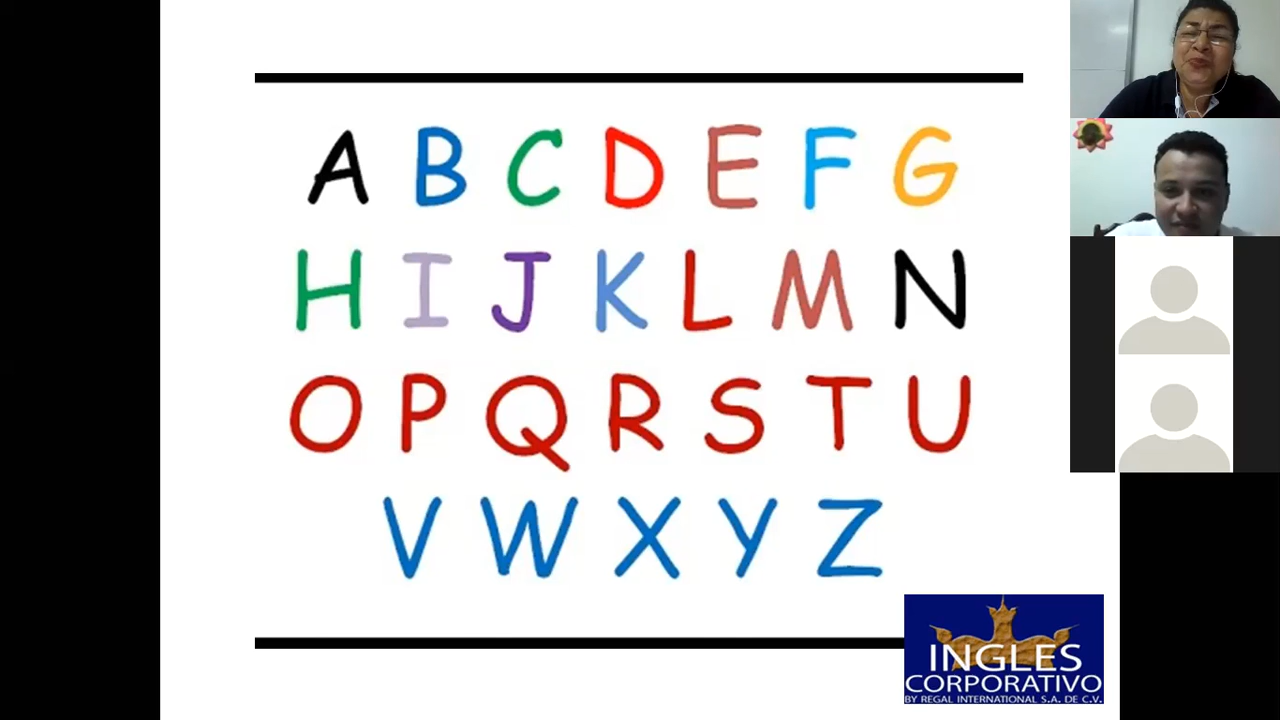 A B C D E F G
H I J K L M N
O P Q R S T U
V W X Y Z
INGLES
CORPORATIVO
BY REGAL INTERNATIONAL S.A. DE C.V.